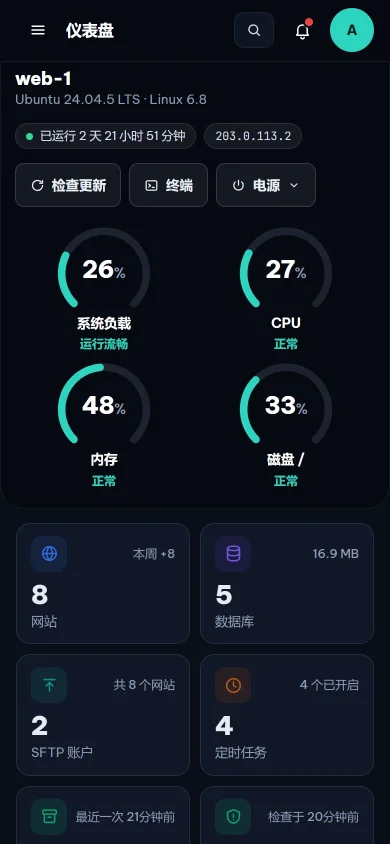 仪表盘
A
web-1
Ubuntu 24.04.5 LTS · Linux 6.8
已运行 2 天 21 小时 51 分钟
203.0.113.2
检查更新
终端
电源
26%
27%
系统负载
CPU
运行流畅
正常
48%
33%
内存
磁盘 /
正常
正常
本周 +8
8
网站
16.9 MB
5
数据库
共 8 个网站
2
SFTP 账户
4 个已开启
4
定时任务
最近一次 21分钟前
检查于 20分钟前